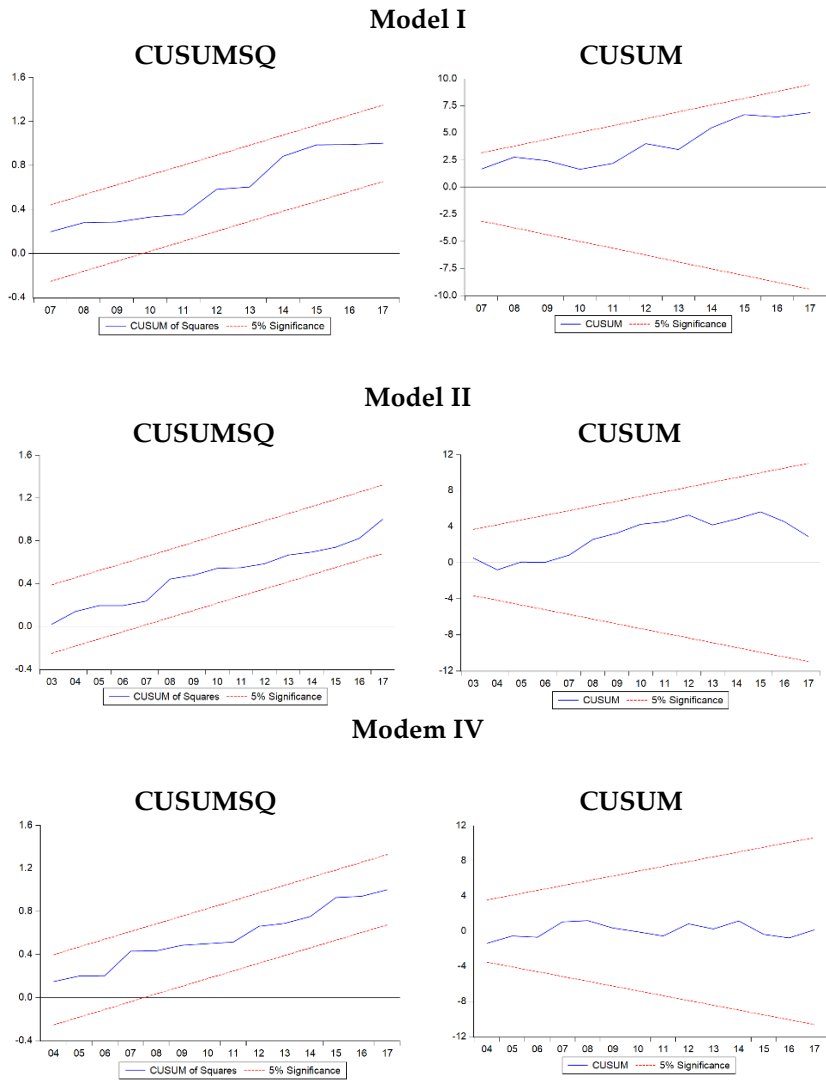 Model I
CUSUMSQ
CUSUM
1.6
1.2
0.8
0.4
0.0
-0.4
07 08 09 10 11 12 13 14 15 16 17
CUSUM of Squares 5% Significance
10.0
7.5
5.0
2.5
0.0
-2.5
-5.0
-7.5
-10.0
07 08 09 10 11 12 13 14 15 16 17
CUSUM 5% Significance
Model II
CUSUMSQ
CUSUM
1.6
1.2
0.8
0.4
0.0
-0.4
03 04 05 06 07 08 09 10 11 12 13 14 15 16 17
CUSUM of Squares 5% Significance
12
8
4
0
-4
-8
-12
03 04 05 06 07 08 09 10 11 12 13 14 15 16 17
CUSUM 5% Significance
Modem IV
CUSUMSQ
CUSUM
1.6
1.2
0.8
0.4
0.0
-0.4
04 05 06 07 08 09 10 11 12 13 14 15 16 17
CUSUM of Squares 5% Significance
12
8
4
0
-4
-8
-12
04 05 06 07 08 09 10 11 12 13 14 15 16 17
CUSUM 5% Significance